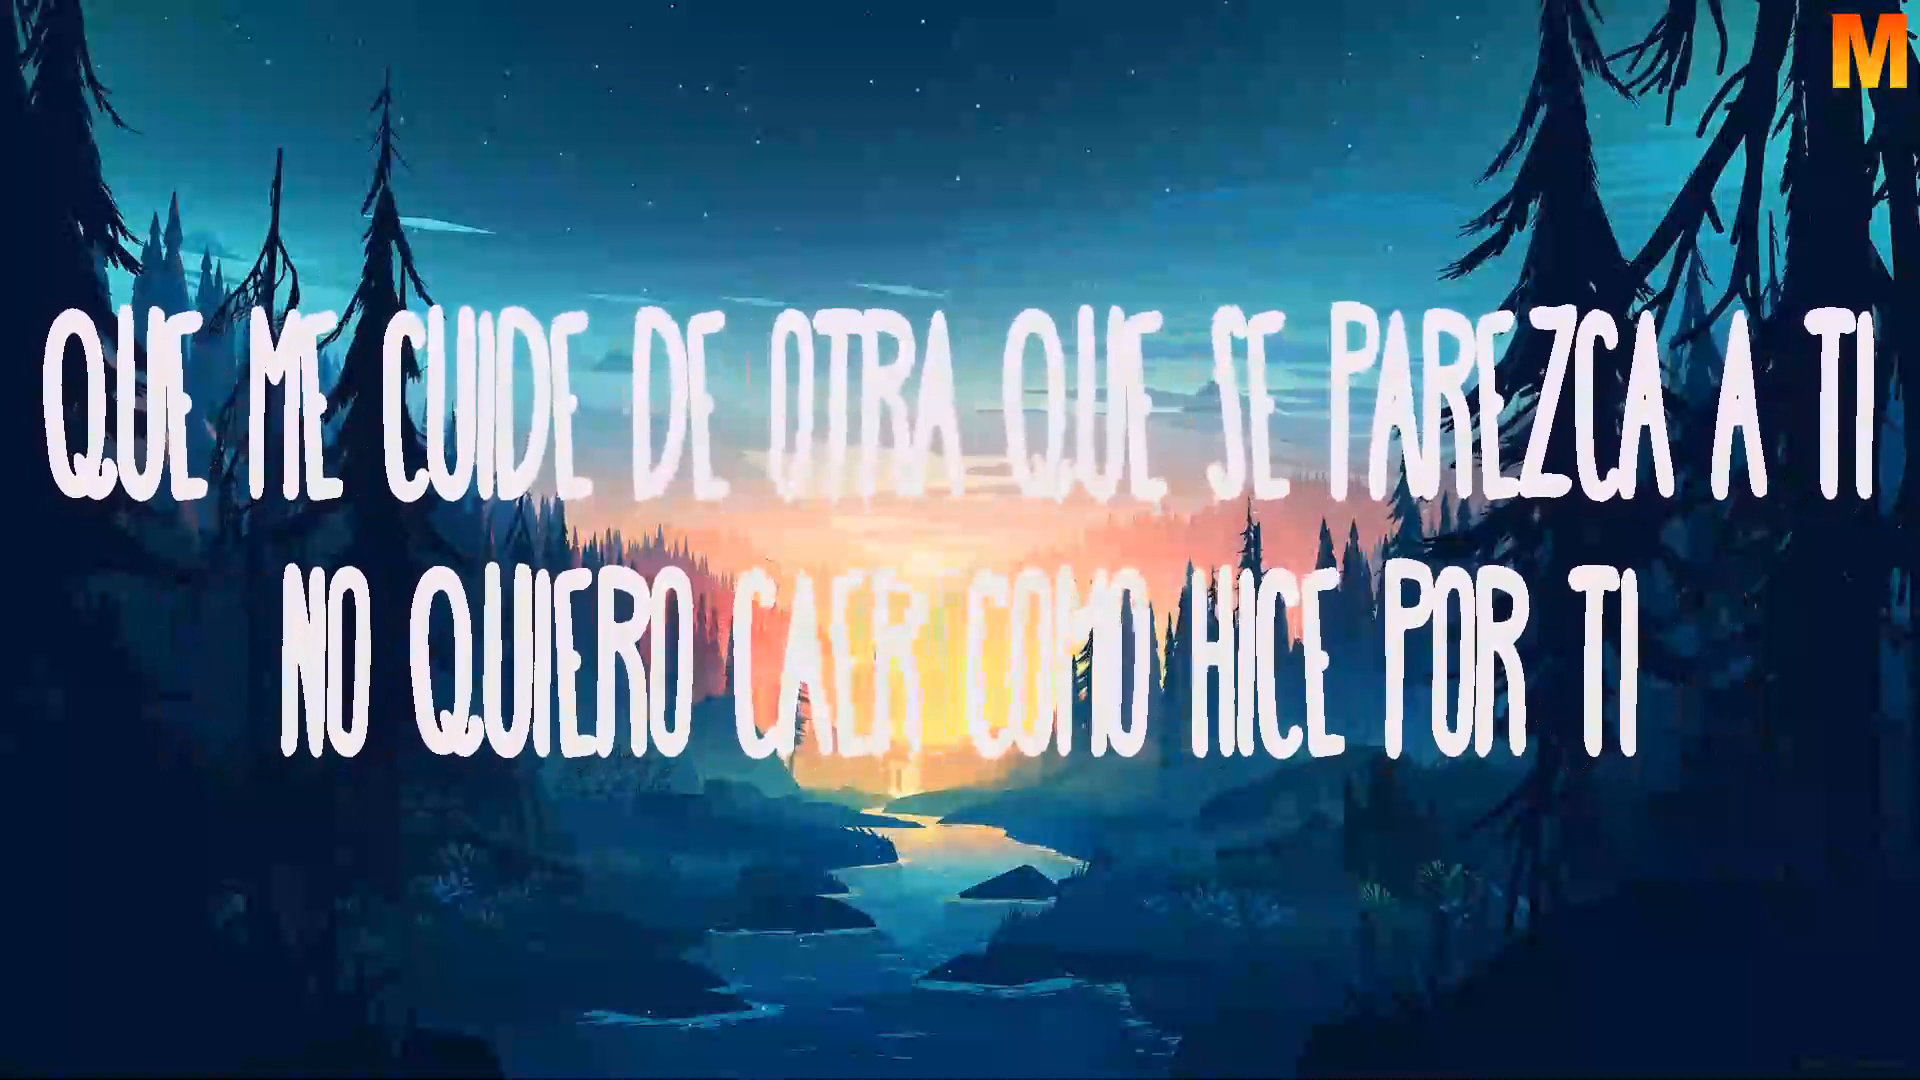 M
QUE ME CUIDE DE OTRA QUE SE PAREZCA A TI
NO QUIERO CAER COMO HICE POR TI